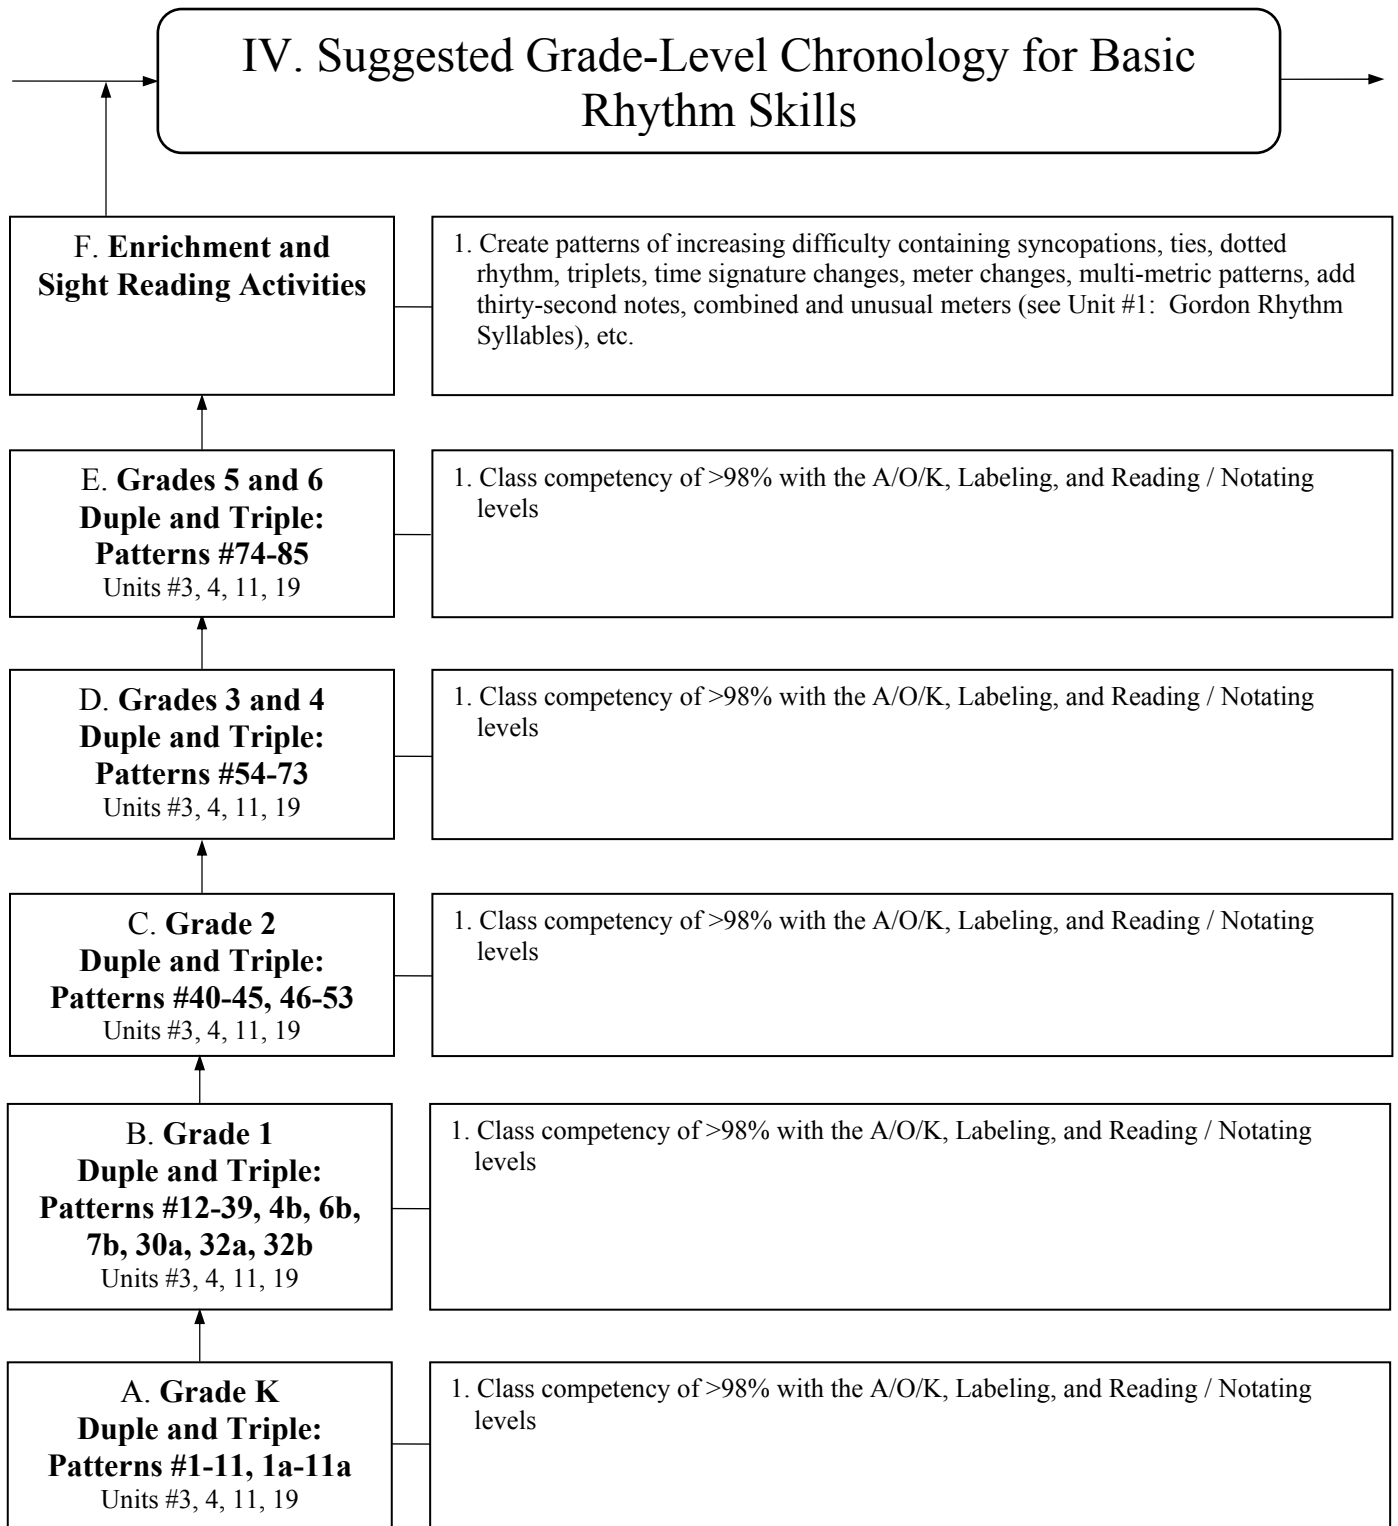 IV. Suggested Grade-Level Chronology for Basic
Rhythm Skills
F. Enrichment and
Sight Reading Activities
1. Create patterns of increasing difficulty containing syncopations, ties, dotted
rhythm, triplets, time signature changes, meter changes, multi-metric patterns, add
thirty-second notes, combined and unusual meters (see Unit #1:  Gordon Rhythm
Syllables), etc.
E. Grades 5 and 6
Duple and Triple:
Patterns #74-85
Units #3, 4, 11, 19
1. Class competency of >98% with the A/O/K, Labeling, and Reading / Notating
levels
D. Grades 3 and 4
Duple and Triple:
Patterns #54-73
Units #3, 4, 11, 19
1. Class competency of >98% with the A/O/K, Labeling, and Reading / Notating
levels
C. Grade 2
Duple and Triple:
Patterns #40-45, 46-53
Units #3, 4, 11, 19
1. Class competency of >98% with the A/O/K, Labeling, and Reading / Notating
levels
B. Grade 1
Duple and Triple:
Patterns #12-39, 4b, 6b,
7b, 30a, 32a, 32b
Units #3, 4, 11, 19
1. Class competency of >98% with the A/O/K, Labeling, and Reading / Notating
levels
A. Grade K
Duple and Triple:
Patterns #1-11, 1a-11a
Units #3, 4, 11, 19
1. Class competency of >98% with the A/O/K, Labeling, and Reading / Notating
levels